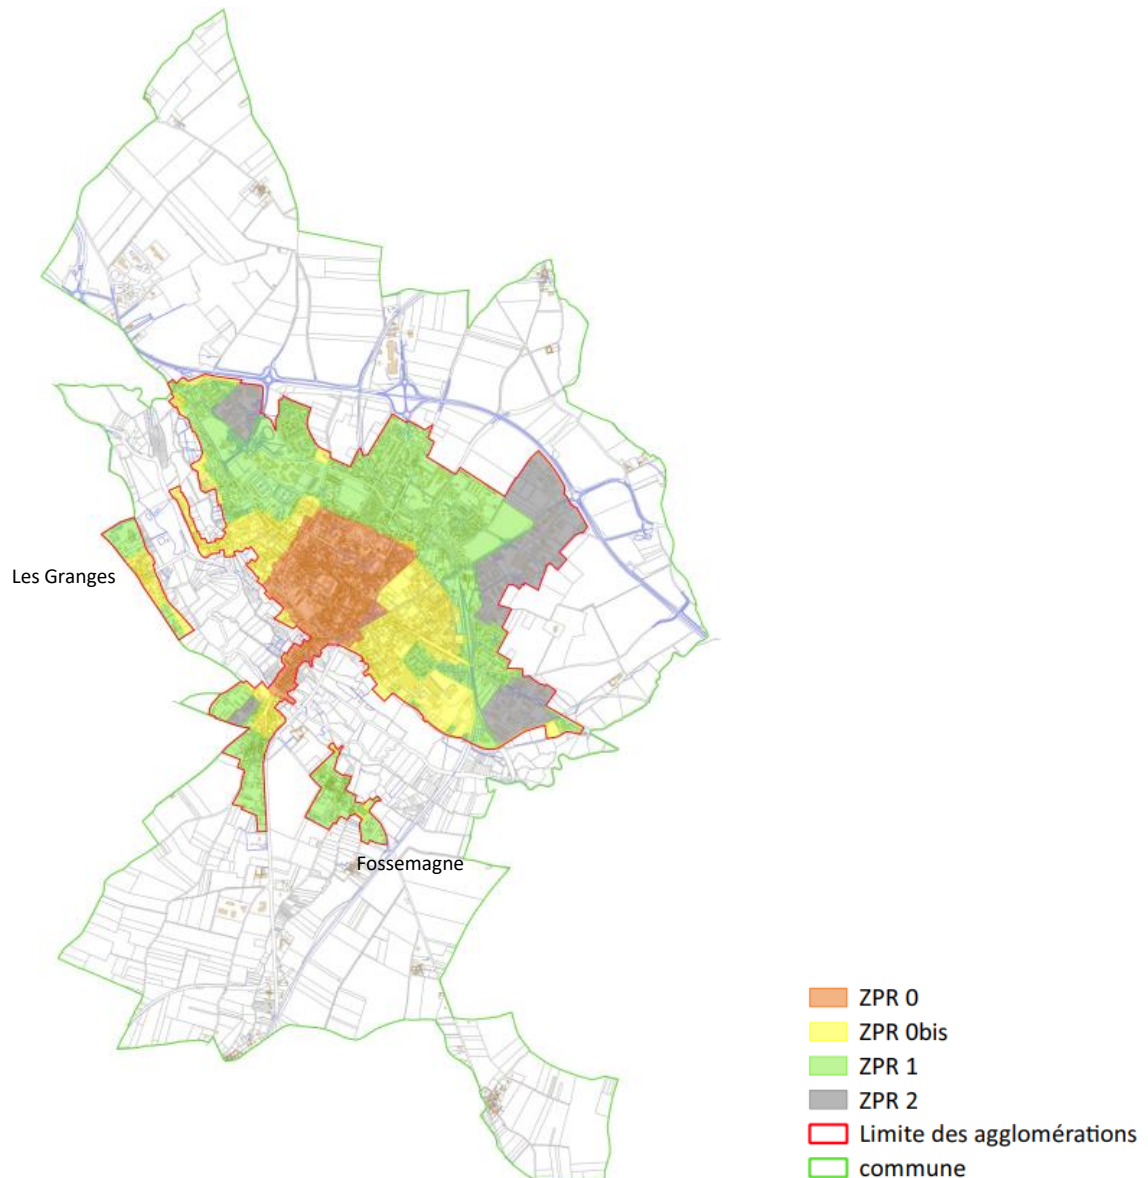 Les Granges
Fossemagne
ZPR 0
ZPR 0bis
ZPR 1
ZPR 2
Limite des agglomérations
commune